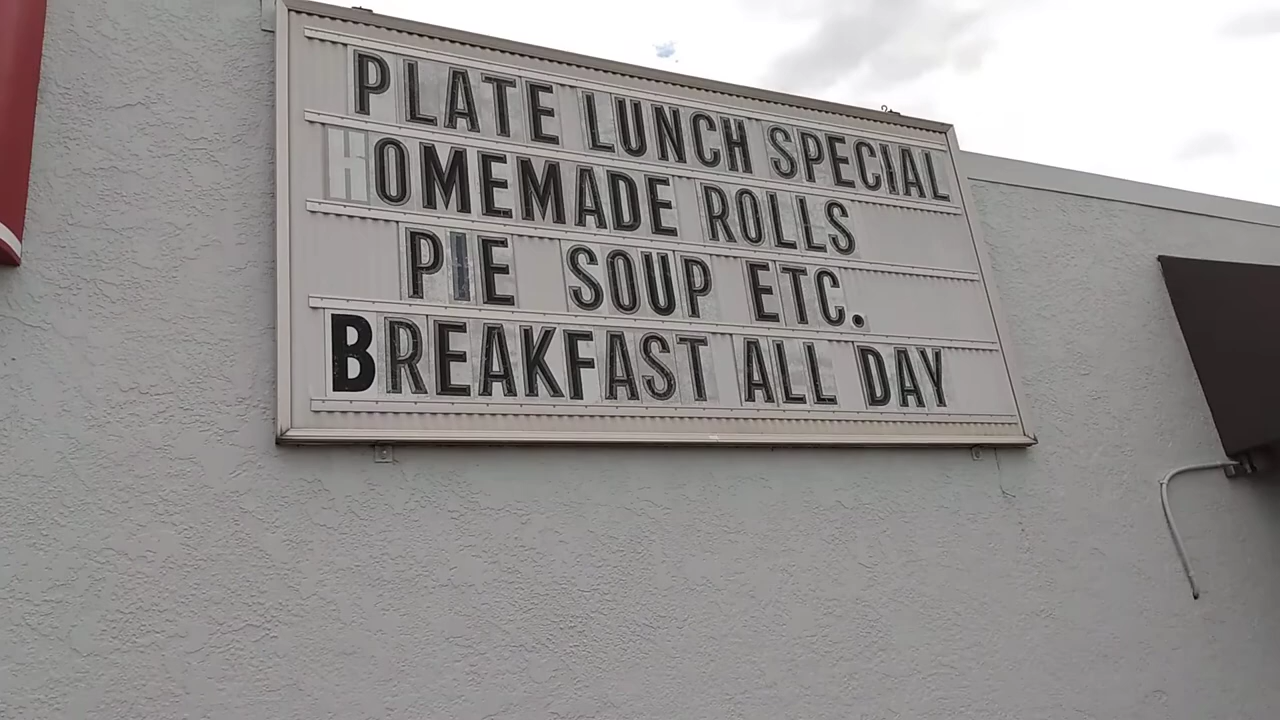 PLATE LUNCH SPECIAL
HOMEMADE ROLLS
PIE SOUP ETC.
BREAKFAST ALL DAY